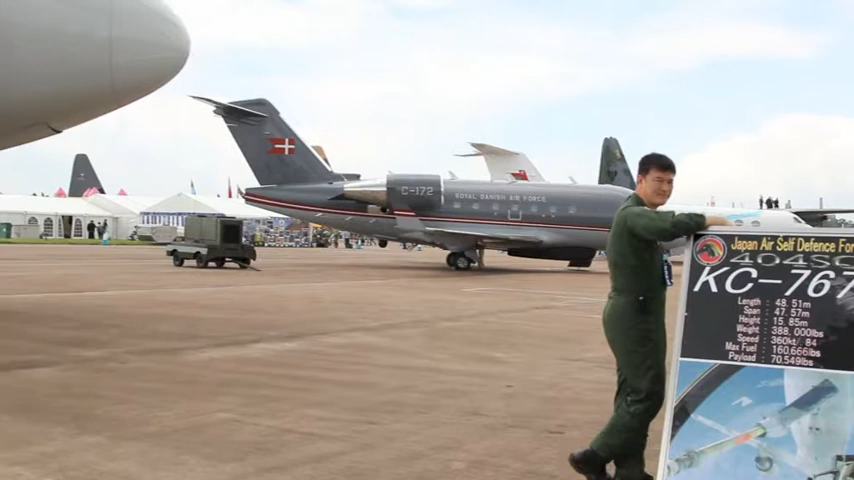 C-172
ROYAL DANISH AIR FORCE
Japan Air Self Defence For
404SQ
KC-767
Length : 48.51m
Span : 47.57m
Height : 15.85m
Weight : 388,000lbs
Speed : 360kt/.84
Max Fuel : 160,666lbs
Payload : 70,549lbs